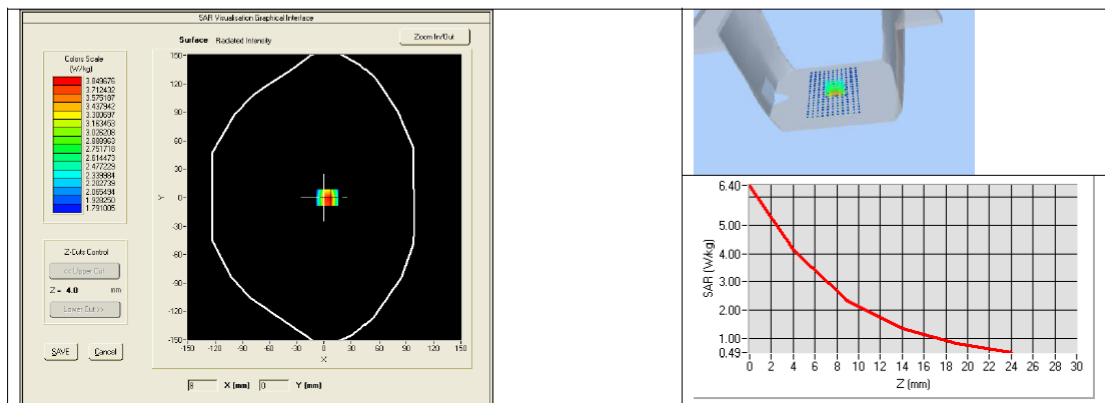 SAR Visualisation Graphical Interface
Surface Radiated Intensity
Zoom In/Out
Colors Scale
(W/kg)
3.849676
3.712432
3.575187
3.437942
3.300697
3.163453
3.026208
2.888963
2.751718
2.614473
2.477229
2.339984
2.202739
2.065494
1.928250
1.791005
150
120
90
60
30
0
-30
-60
-90
-120
-150
Y
-150 -120 -90 -60 -30 0 30 60 90 120 150
X
Z-Cuts Control
<< Upper Cut
Z = 4.0 mm
Lower Cut >>
SAVE Cancel
8 X (mm) 0 Y (mm)
6.40
5.00
4.00
3.00
2.00
1.00
0.49
SAR (W/kg)
0 2 4 6 8 10 12 14 16 18 20 22 24 26 28 30
Z (mm)